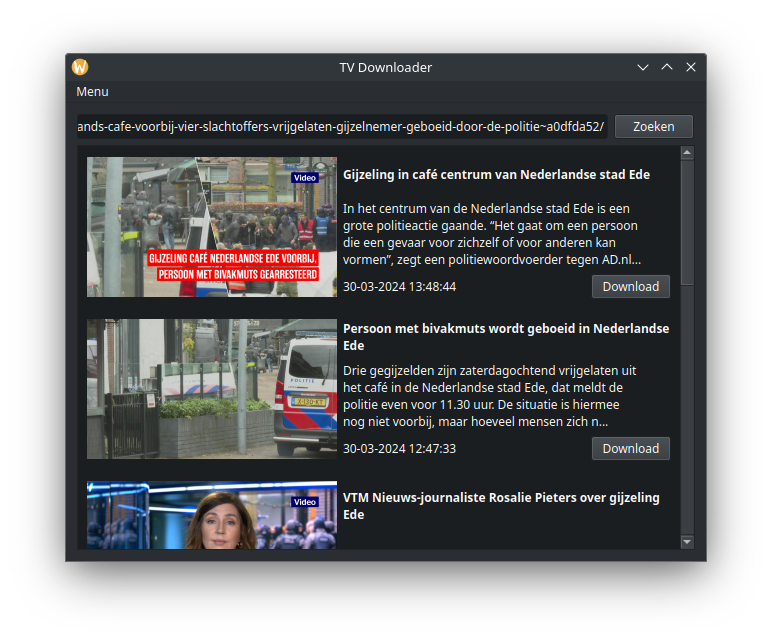 TV Downloader
Menu
ands-cafe-voorbij-vier-slachtoffers-vrijgelaten-gijzelnemer-geboeid-door-de-politie~a0dfda52/
Zoeken
Video
GIJZELING CAFÉ NEDERLANDSE EDE VOORBIJ,
PERSOON MET BIVAKMUTS GEARRESTEERD
Gijzeling in café centrum van Nederlandse stad Ede
In het centrum van de Nederlandse stad Ede is een
grote politieactie gaande. “Het gaat om een persoon
die een gevaar voor zichzelf of voor anderen kan
vormen”, zegt een politiewoordvoerder tegen AD.nl...
30-03-2024 13:48:44
Download
POLITIE
Persoon met bivakmuts wordt geboeid in Nederlandse
Ede
Drie gegijzelden zijn zaterdagochtend vrijgelaten uit
het café in de Nederlandse stad Ede, dat meldt de
politie even voor 11.30 uur. De situatie is hiermee
nog niet voorbij, maar hoeveel mensen zich n...
30-03-2024 12:47:33
Download
Video
VTM Nieuws-journaliste Rosalie Pieters over gijzeling
Ede